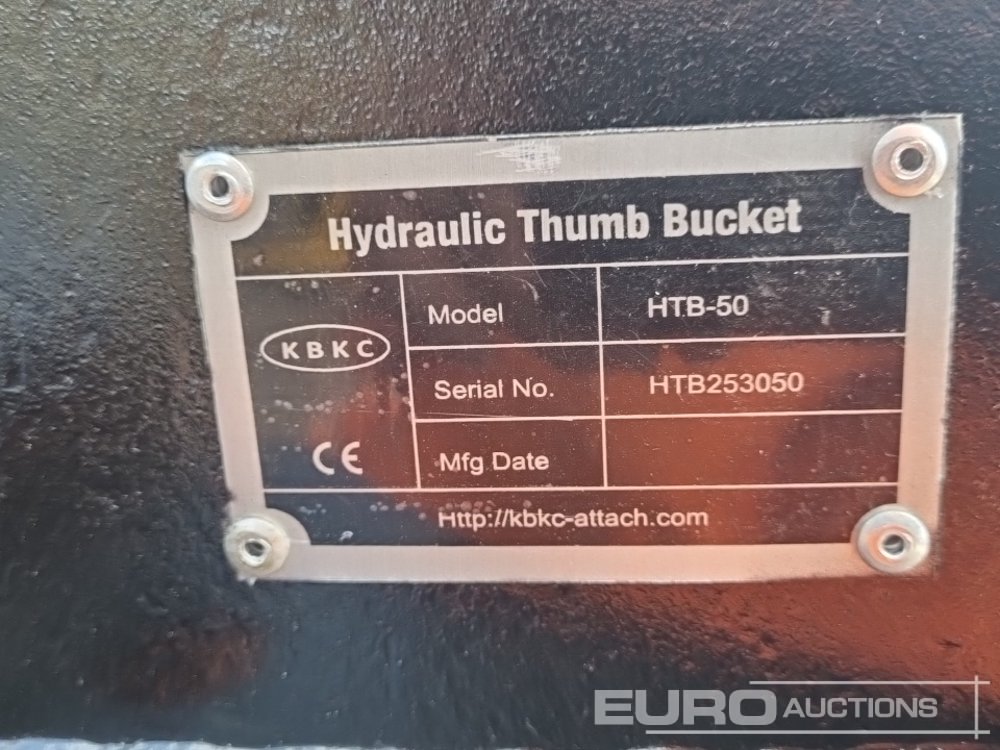 Hydraulic Thumb Bucket
KBKC
Model HTB-50
Serial No. HTB253050
CE
Mfg Date
Http://kbkc-attach.com
EURO AUCTIONS